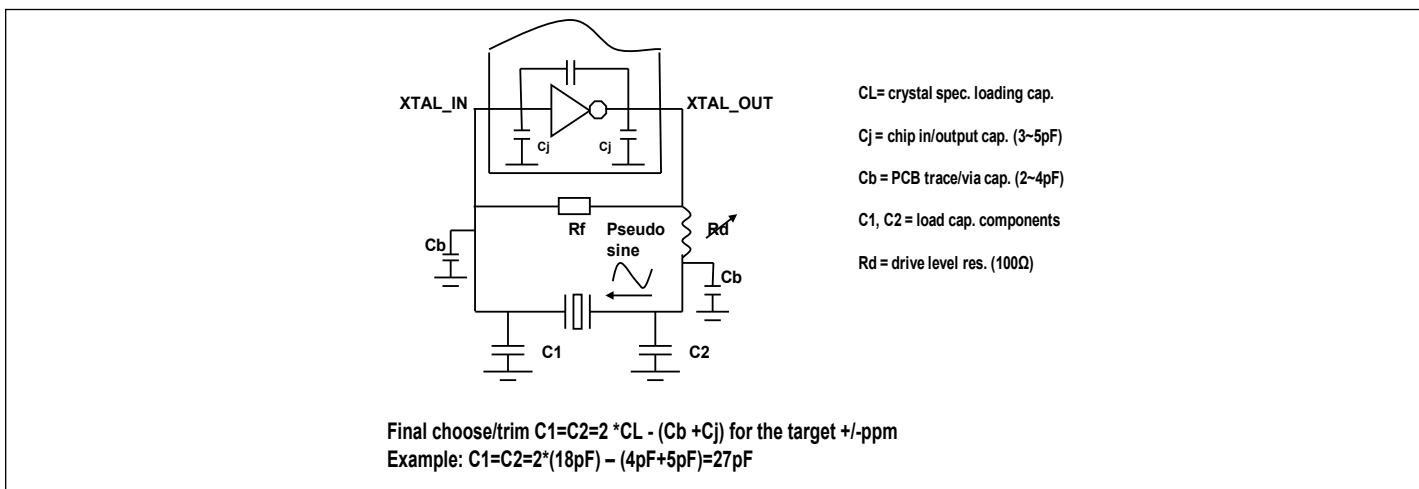 XTAL_IN
XTAL_OUT
Cj
Cj
Rf
Pseudo
sine
Rd
Cb
Cb
C1
C2
CL= crystal spec. loading cap.
Cj = chip in/output cap. (3~5pF)
Cb = PCB trace/via cap. (2~4pF)
C1, C2 = load cap. components
Rd = drive level res. (100Ω)
Final choose/trim C1=C2=2 *CL - (Cb +Cj) for the target +/-ppm
Example: C1=C2=2*(18pF) – (4pF+5pF)=27pF